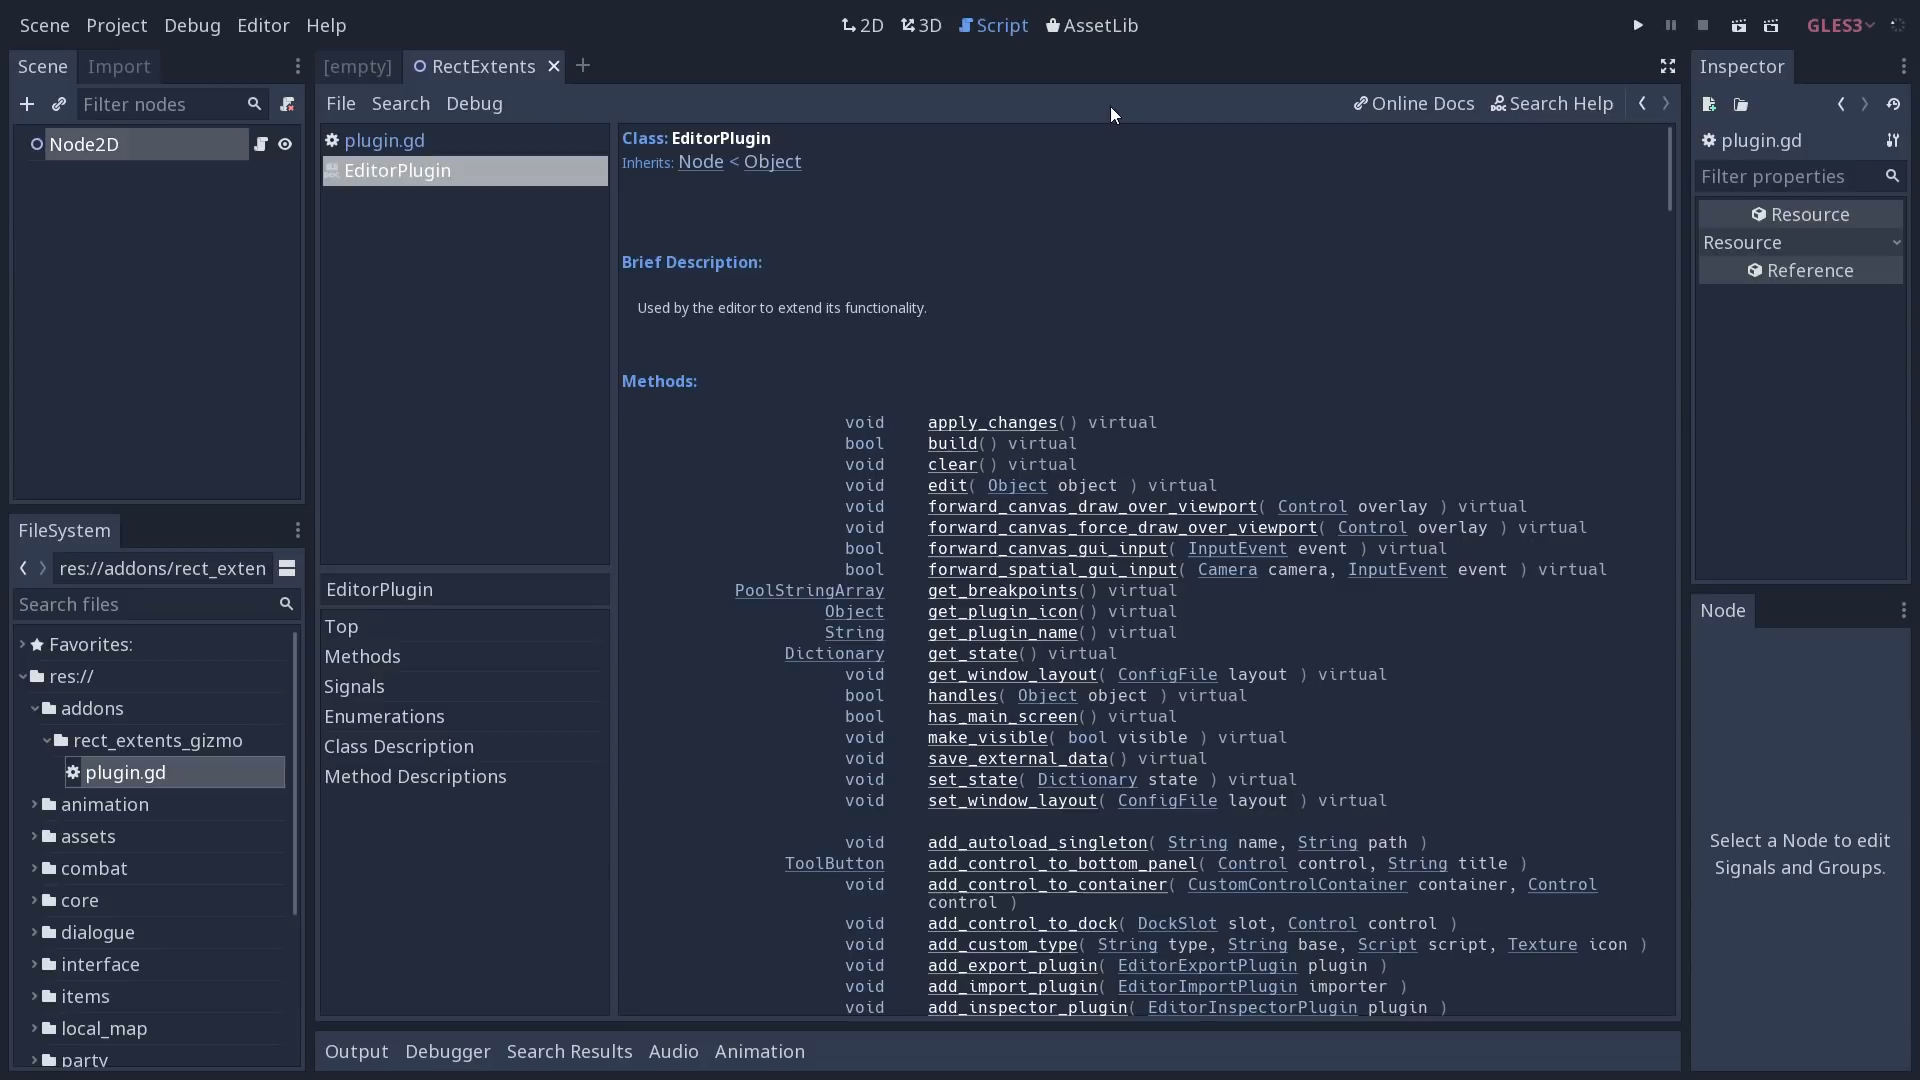 Scene Project Debug Editor Help
2D 3D Script AssetLib
GLES3
Scene Import
Filter nodes
Node2D
FileSystem
res://addons/rect_exten
Search files
Favorites:
res://
addons
rect_extents_gizmo
plugin.gd
animation
assets
combat
core
dialogue
interface
items
local_map
party
[empty] RectExtents
File Search Debug
Online Docs Search Help
plugin.gd
EditorPlugin
EditorPlugin
Top
Methods
Signals
Enumerations
Class Description
Method Descriptions
Class: EditorPlugin
Inherits: Node < Object
Brief Description:
Used by the editor to extend its functionality.
Methods:
void apply_changes() virtual
bool build() virtual
void clear() virtual
void edit( Object object ) virtual
void forward_canvas_draw_over_viewport( Control overlay ) virtual
void forward_canvas_force_draw_over_viewport( Control overlay ) virtual
bool forward_canvas_gui_input( InputEvent event ) virtual
bool forward_spatial_gui_input( Camera camera, InputEvent event ) virtual
PoolStringArray get_breakpoints() virtual
Object get_plugin_icon() virtual
String get_plugin_name() virtual
Dictionary get_state() virtual
void get_window_layout( ConfigFile layout ) virtual
bool handles( Object object ) virtual
bool has_main_screen() virtual
void make_visible( bool visible ) virtual
void save_external_data() virtual
void set_state( Dictionary state ) virtual
void set_window_layout( ConfigFile layout ) virtual
void add_autoload_singleton( String name, String path )
ToolButton add_control_to_bottom_panel( Control control, String title )
void add_control_to_container( CustomControlContainer container, Control
control )
void add_control_to_dock( DockSlot slot, Control control )
void add_custom_type( String type, String base, Script script, Texture icon )
void add_export_plugin( EditorExportPlugin plugin )
void add_import_plugin( EditorImportPlugin importer )
void add_inspector_plugin( EditorInspectorPlugin plugin )
Output Debugger Search Results Audio Animation
Inspector
plugin.gd
Filter properties
Resource
Resource
Reference
Node
Select a Node to edit
Signals and Groups.